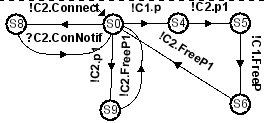 !C2.Connect
!C1.p
!C2.p1
S8
S0
S4
S5
?C2.ConNotif
!C2.p1
!C2.FreeP1
!C2.FreeP1
!C1.FreeP
S9
S6